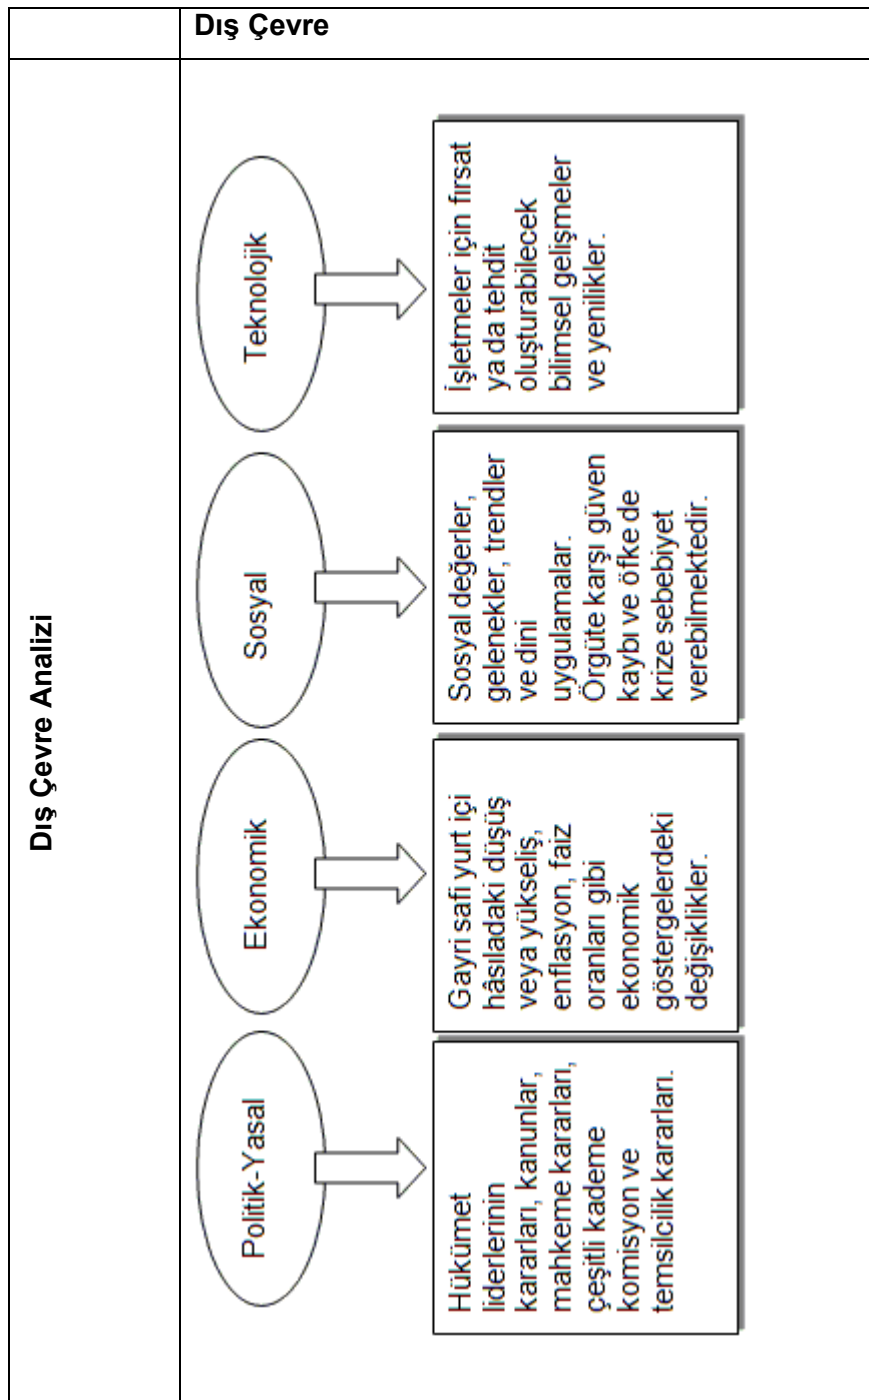 Dış Çevre
Dış Çevre Analizi
Politik-Yasal
Hükümet
liderlerinin
kararları, kanunlar,
mahkeme kararları,
çeşitli kademe
komisyon ve
temsilcilik kararları.
Ekonomik
Gayri safi yurt içi
hâsıladaki düşüş
veya yükseliş,
enflasyon, faiz
oranları gibi
ekonomik
göstergelerdeki
değişiklikler.
Sosyal
Sosyal değerler,
gelenekler, trendler
ve dini
uygulamalar.
Örgüte karşı güven
kaybı ve öfke de
krize sebebiyet
verebilmektedir.
Teknolojik
İşletmeler için fırsat
ya da tehdit
oluşturabilecek
bilimsel gelişmeler
ve yenilikler.